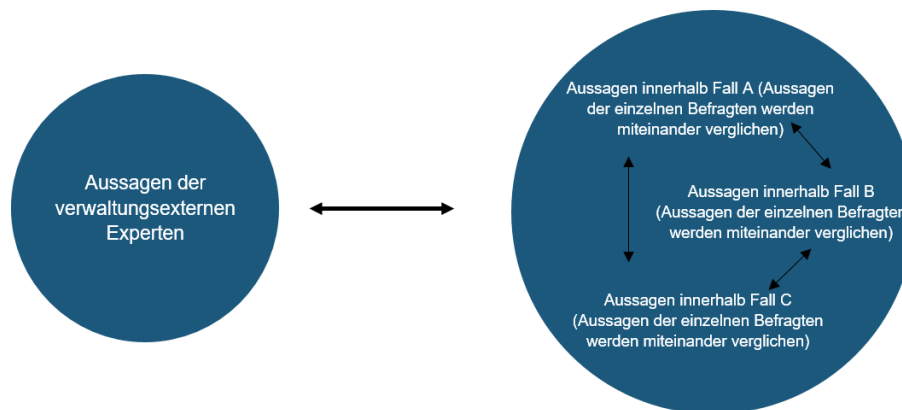 Aussagen der
verwaltungsexternen
Experten
Aussagen innerhalb Fall A (Aussagen
der einzelnen Befragten werden
miteinander verglichen)
Aussagen innerhalb Fall B
(Aussagen der einzelnen Befragten
werden miteinander verglichen)
Aussagen innerhalb Fall C
(Aussagen der einzelnen Befragten
werden miteinander verglichen)